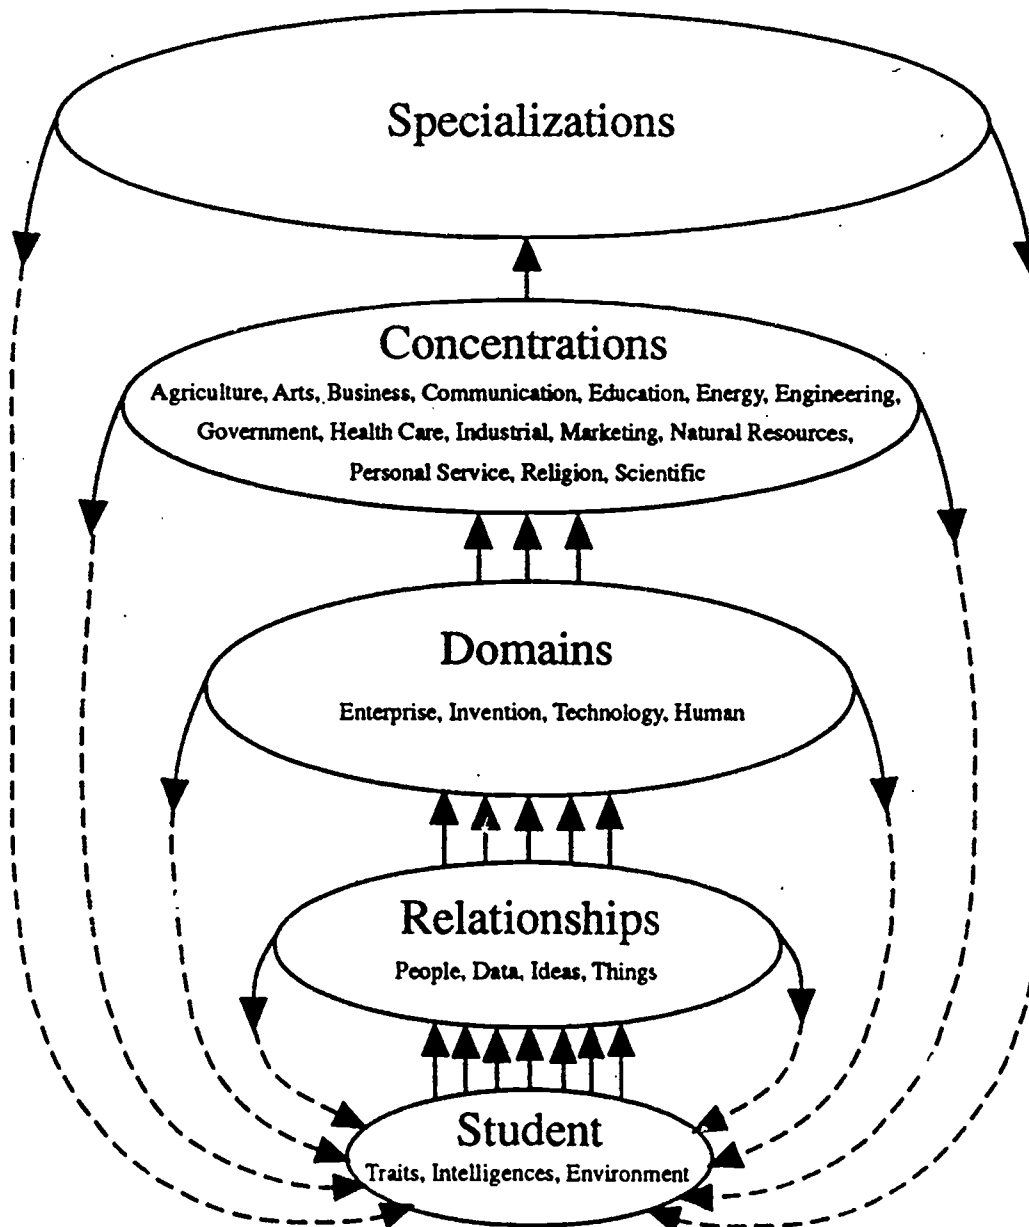 Specializations
Concentrations
Agriculture, Arts, Business, Communication, Education, Energy, Engineering,
Government, Health Care, Industrial, Marketing, Natural Resources,
Personal Service, Religion, Scientific
Domains
Enterprise, Invention, Technology, Human
Relationships
People, Data, Ideas, Things
Student
Traits, Intelligences, Environment